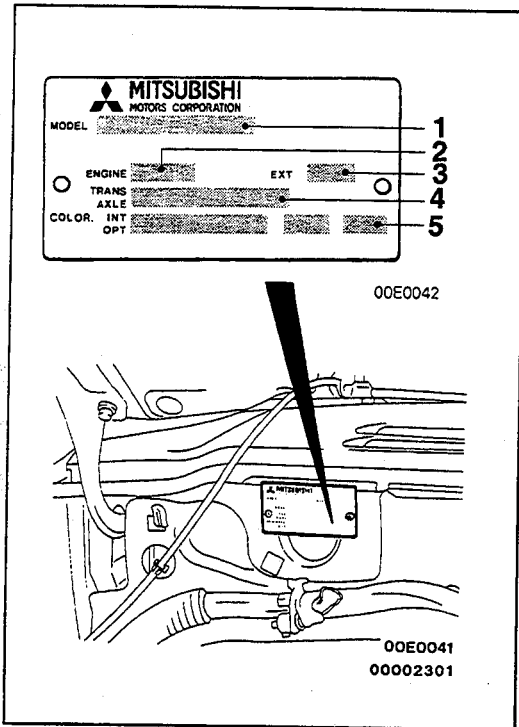 MITSUBISHI
MOTORS CORPORATION
MODEL 1
2
ENGINE EXT 3
TRANS
AXLE 4
COLOR. INT
OPT 5
00E0042
MITSUBISHI
00E0041
00002301